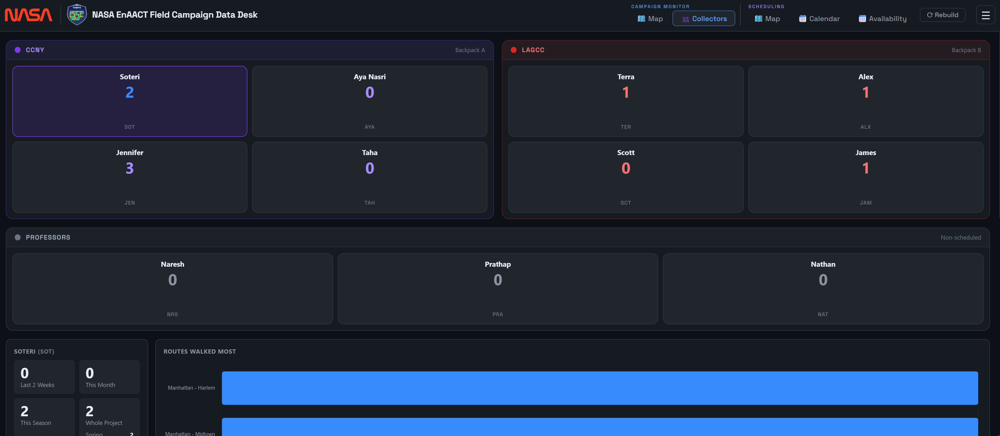 NASA
TEMPO
NASA EnAACT Field Campaign Data Desk
CAMPAIGN MONITOR
Map
Collectors
SCHEDULING
Map
Calendar
Availability
Rebuild
CCNY
Backpack A
Soteri
2
SOT
Aya Nasri
0
AYA
Jennifer
3
JEN
Taha
0
TAH
LAGCC
Backpack B
Terra
1
TER
Alex
1
ALX
Scott
0
SCT
James
1
JAM
PROFESSORS
Non-scheduled
Naresh
0
NRS
Prathap
0
PRA
Nathan
0
NAT
SOTERI (SOT)
0
Last 2 Weeks
0
This Month
2
This Season
2
Whole Project
Spring 2
ROUTES WALKED MOST
Manhattan - Harlem
Manhattan - Midtown